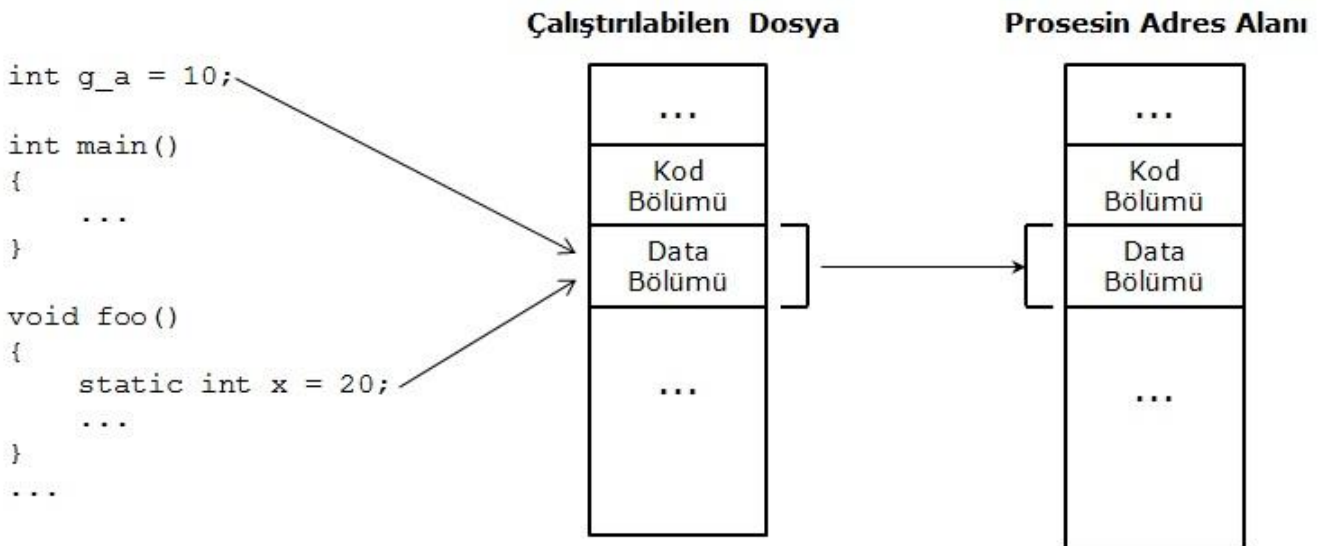 Çalıştırılabilen Dosya
Prosesin Adres Alanı
int g_a = 10;
int main()
{
...
}
void foo()
{
static int x = 20;
...
}
...
...
Kod
Bölümü
Data
Bölümü
...
...
Kod
Bölümü
Data
Bölümü
...